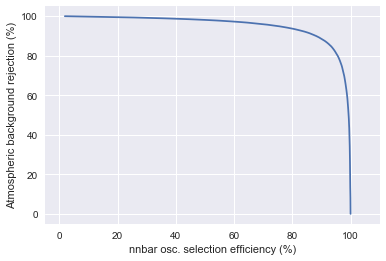 Atmospheric background rejection (%)
100
80
60
40
20
0
0 20 40 60 80 100
nnbar osc. selection efficiency (%)